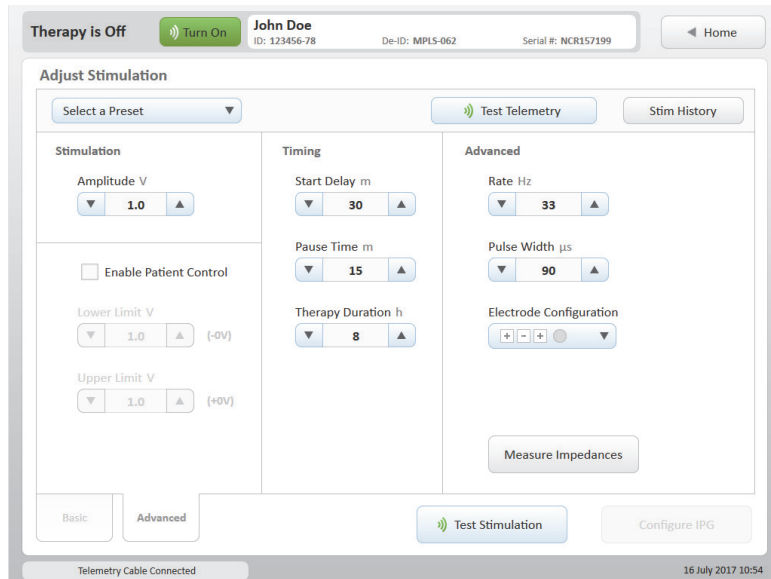 Therapy is Off
Turn On
John Doe
ID: 123456-78 De-ID: MPLS-062 Serial #: NCR157199
Home
Adjust Stimulation
Select a Preset
Test Telemetry
Stim History
Stimulation
Amplitude V
1.0
Enable Patient Control
Lower Limit V
1.0 (-0V)
Upper Limit V
1.0 (+0V)
Timing
Start Delay m
30
Pause Time m
15
Therapy Duration h
8
Advanced
Rate Hz
33
Pulse Width µs
90
Electrode Configuration
+ - +
Measure Impedances
Basic
Advanced
Test Stimulation
Configure IPG
Telemetry Cable Connected
16 July 2017 10:54